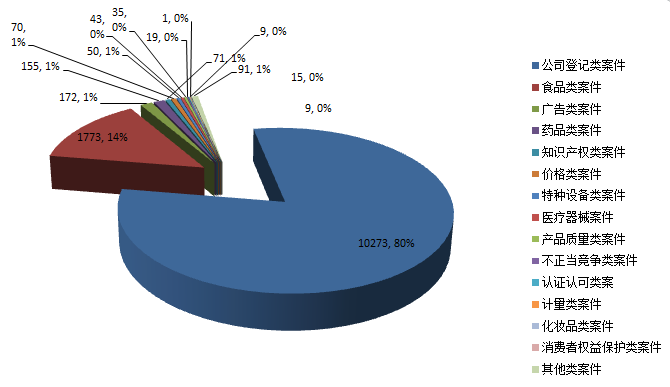 35,
0%
43,
0%
1, 0%
70,
1%
19, 0%
9, 0%
50, 1%
71, 1%
155, 1%
91, 1%
15, 0%
172, 1%
9, 0%
1773, 14%
10273, 80%
公司登记类案件
食品类案件
广告类案件
药品类案件
知识产权类案件
价格类案件
特种设备类案件
医疗器械案件
产品质量类案件
不正当竞争类案件
认证认可类案
计量类案件
化妆品类案件
消费者权益保护类案件
其他类案件